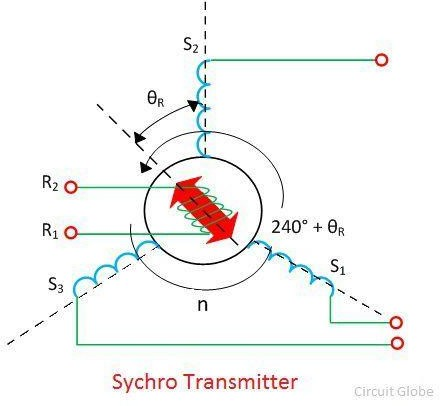 S₂
θR
R₂
R₁
240° + θR
S₃
S₁
n
Sychro Transmitter
Circuit Globe